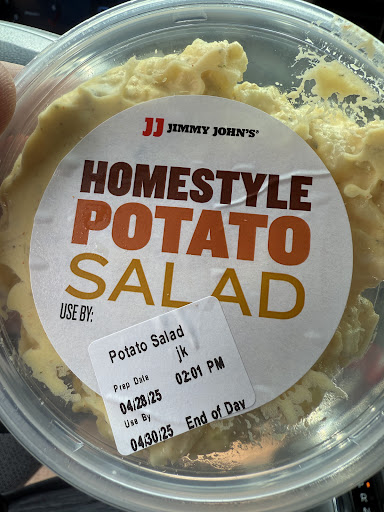 JJ JIMMY JOHN'S®
HOMESTYLE
POTATO
SALAD
USE BY:
Potato Salad
jk
Prep Date
04/28/25 02:01 PM
Use By
04/30/25 End of Day